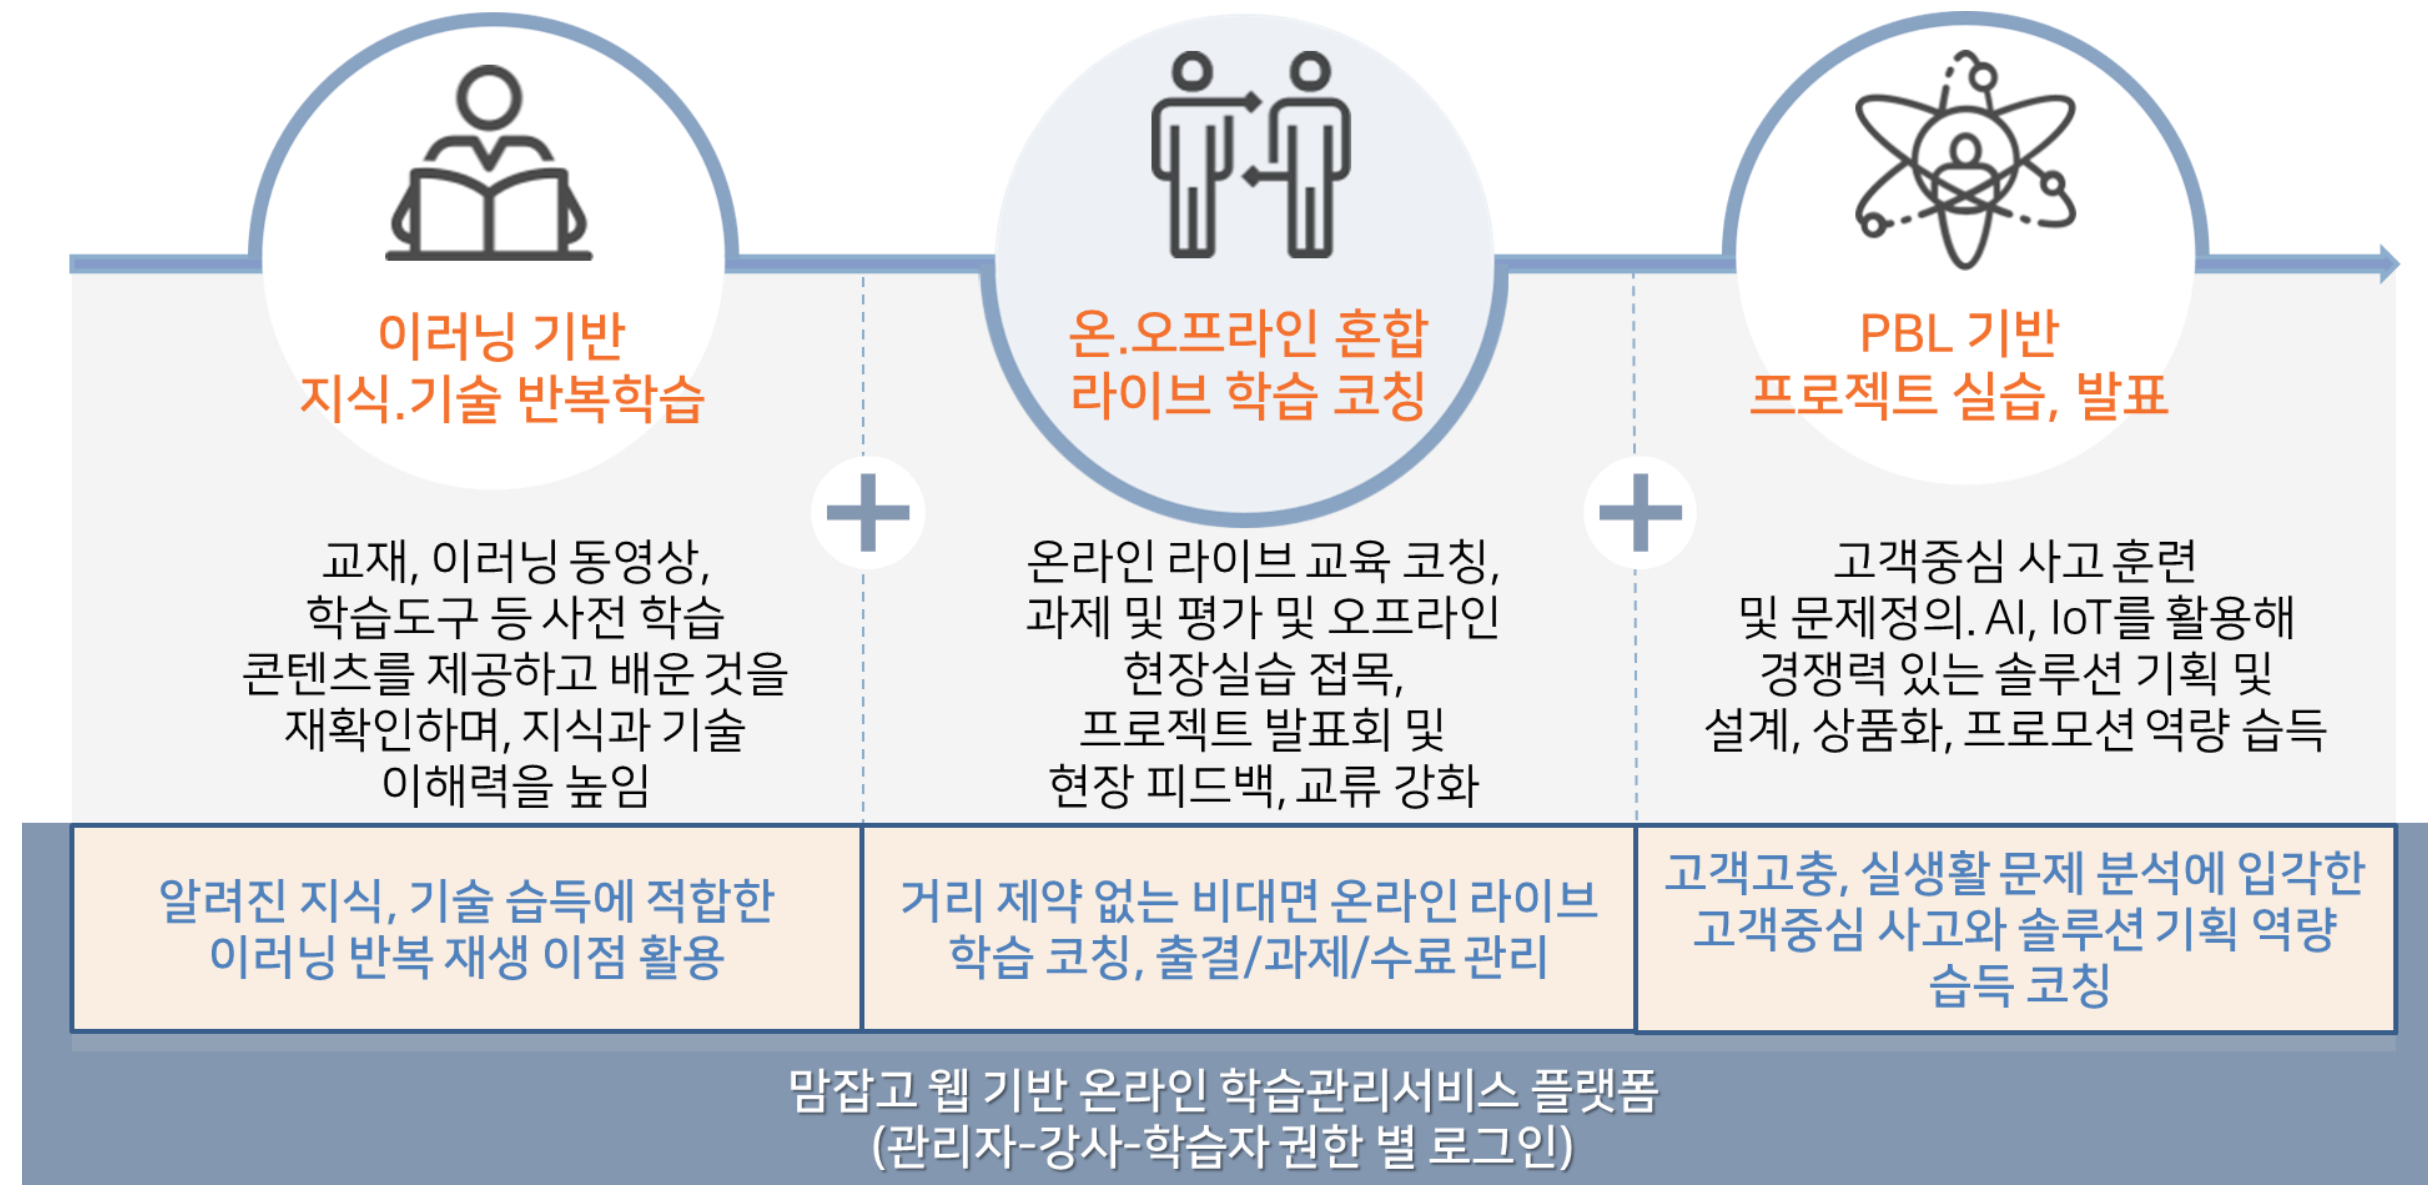 이러닝 기반
지식.기술 반복학습
교재, 이러닝 동영상,
학습도구 등 사전 학습
콘텐츠를 제공하고 배운 것을
재확인하며, 지식과 기술
이해력을 높임
알려진 지식, 기술 습득에 적합한
이러닝 반복 재생 이점 활용
온.오프라인 혼합
라이브 학습 코칭
온라인 라이브 교육 코칭,
과제 및 평가 및 오프라인
현장실습 접목,
프로젝트 발표회 및
현장 피드백, 교류 강화
거리 제약 없는 비대면 온라인 라이브
학습 코칭, 출결/과제/수료 관리
PBL 기반
프로젝트 실습, 발표
고객중심 사고 훈련
및 문제정의. AI, IoT를 활용해
경쟁력 있는 솔루션 기획 및
설계, 상품화, 프로모션 역량 습득
고객고충, 실생활 문제 분석에 입각한
고객중심 사고와 솔루션 기획 역량
습득 코칭
맘잡고 웹 기반 온라인 학습관리서비스 플랫폼
(관리자-강사-학습자 권한 별 로그인)